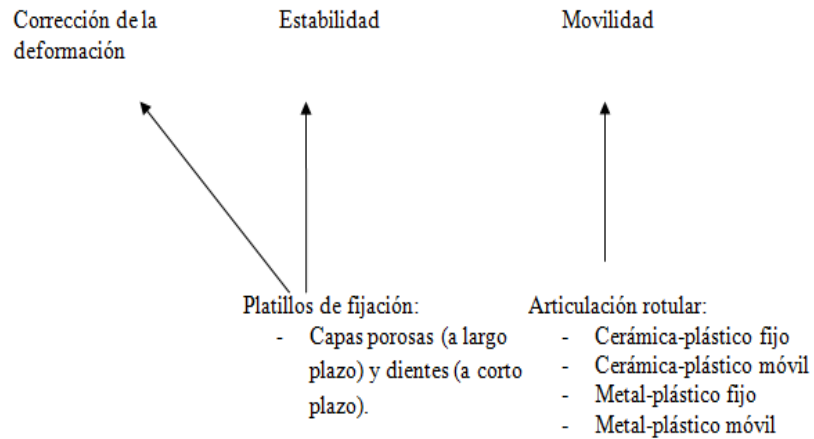 Corrección de la
deformación
Estabilidad
Movilidad
Platillos de fijación:
- Capas porosas (a largo
plazo) y dientes (a corto
plazo).
Articulación rotular:
- Cerámica-plástico fijo
- Cerámica-plástico móvil
- Metal-plástico fijo
- Metal-plástico móvil